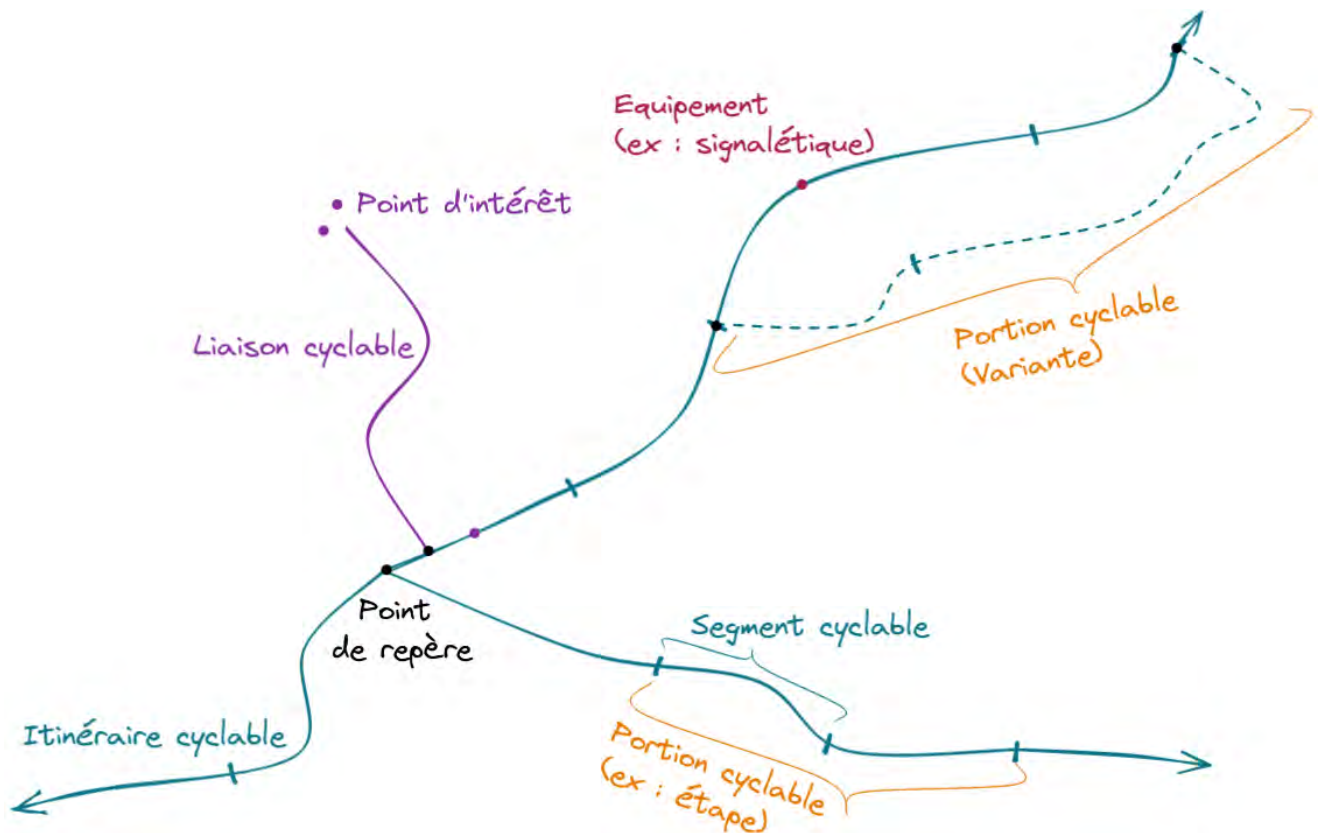 Equipement
(ex : signalétique)
Point d'intérêt
Liaison cyclable
Portion cyclable
(Variante)
Point
de repère
Segment cyclable
Itinéraire cyclable
Portion cyclable
(ex : étape)